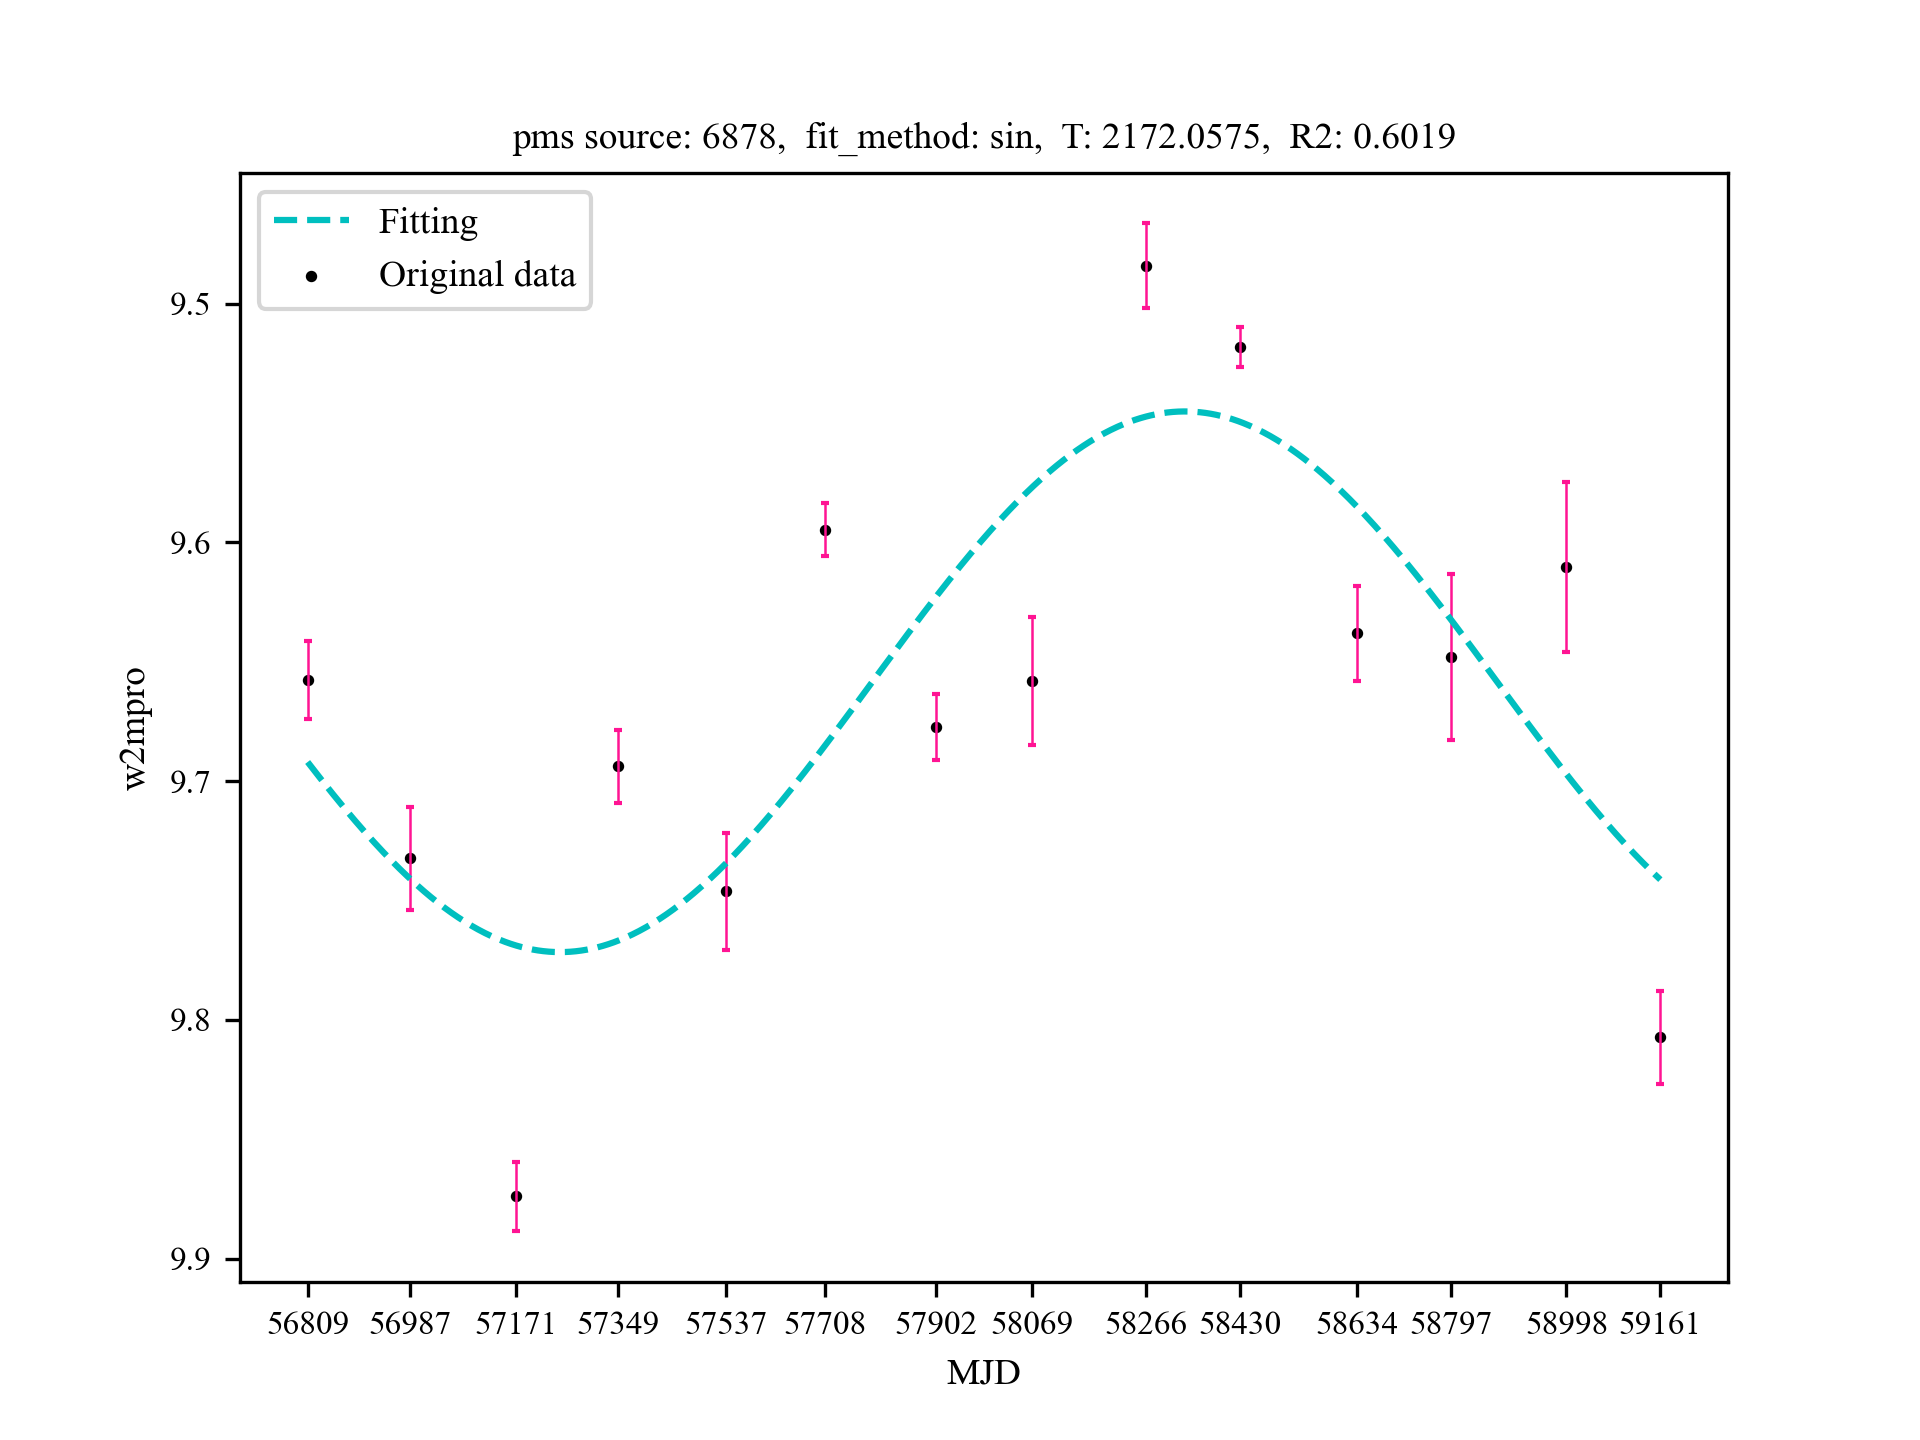 pms source: 6878, fit_method: sin, T: 2172.0575, R2: 0.6019
Fitting
Original data
9.5
9.6
9.7
9.8
9.9
w2mpro
56809 56987 57171 57349 57537 57708 57902 58069 58266 58430 58634 58797 58998 59161
MJD